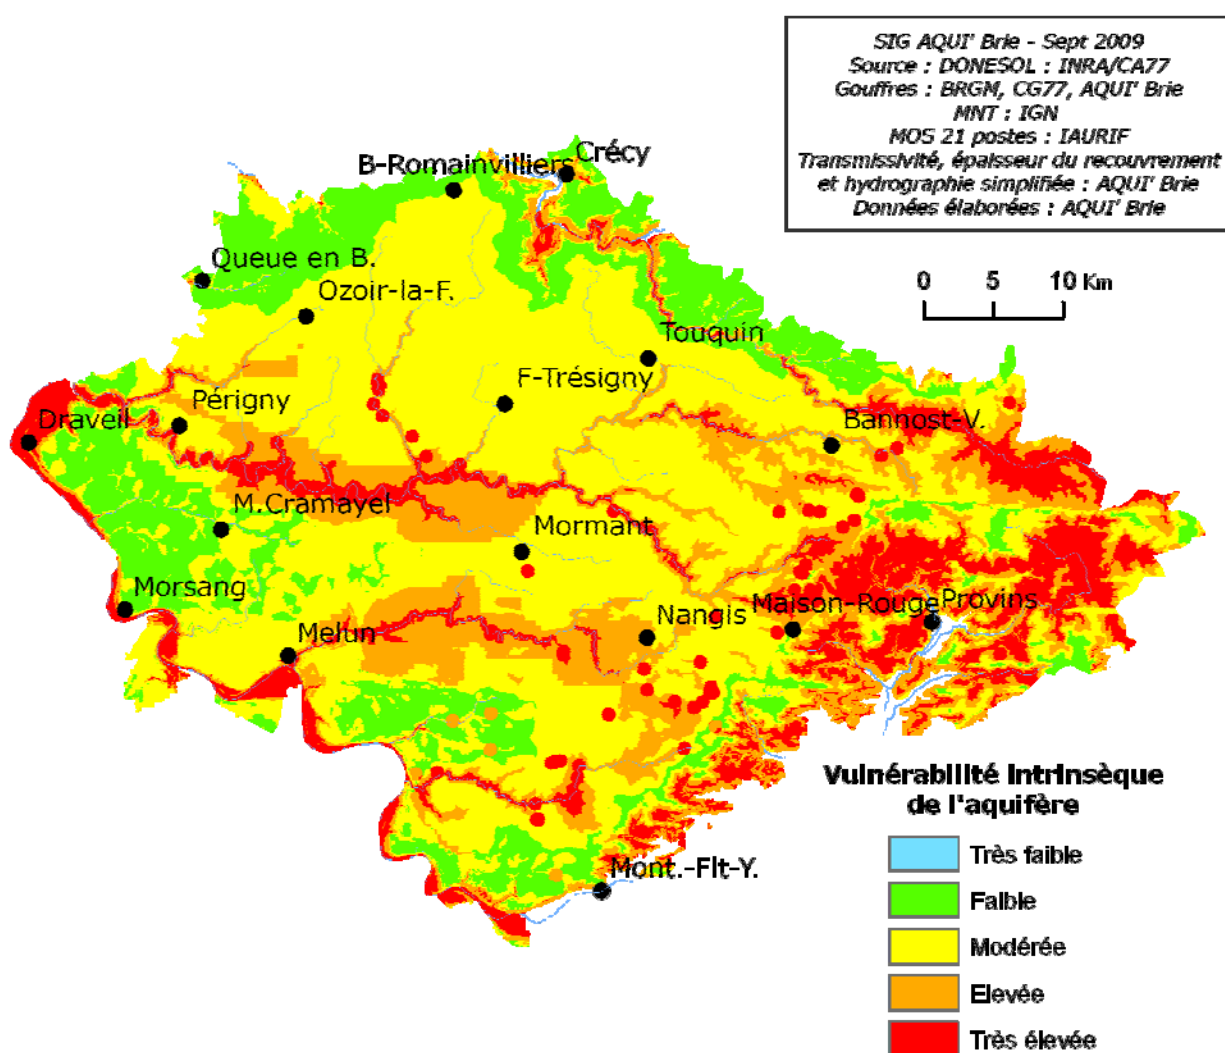 SIG AQUI' Brie - Sept 2009
Source : DONESOL : INRA/CA77
Gouffres : BRGM, CG77, AQUI' Brie
MNT : IGN
MOS 21 postes : IAURIF
Transmissivité, épaisseur du recouvrement
et hydrographie simplifiée : AQUI' Brie
Données élaborées : AQUI' Brie
B-Romainvilliers
Crécy
Queue en B.
0 5 10 Km
Ozoir-la-F.
Touquin
F-Trésigny
Périgny
Draveil
Bannost-V.
M.Cramayel
Mormant
Morsang
Nangis
Maison-Rouge
Provins
Melun
Mont.-Flt-Y.
Vulnérabilité intrinsèque
de l'aquifère
Très faible
Faible
Modérée
Elevée
Très élevée